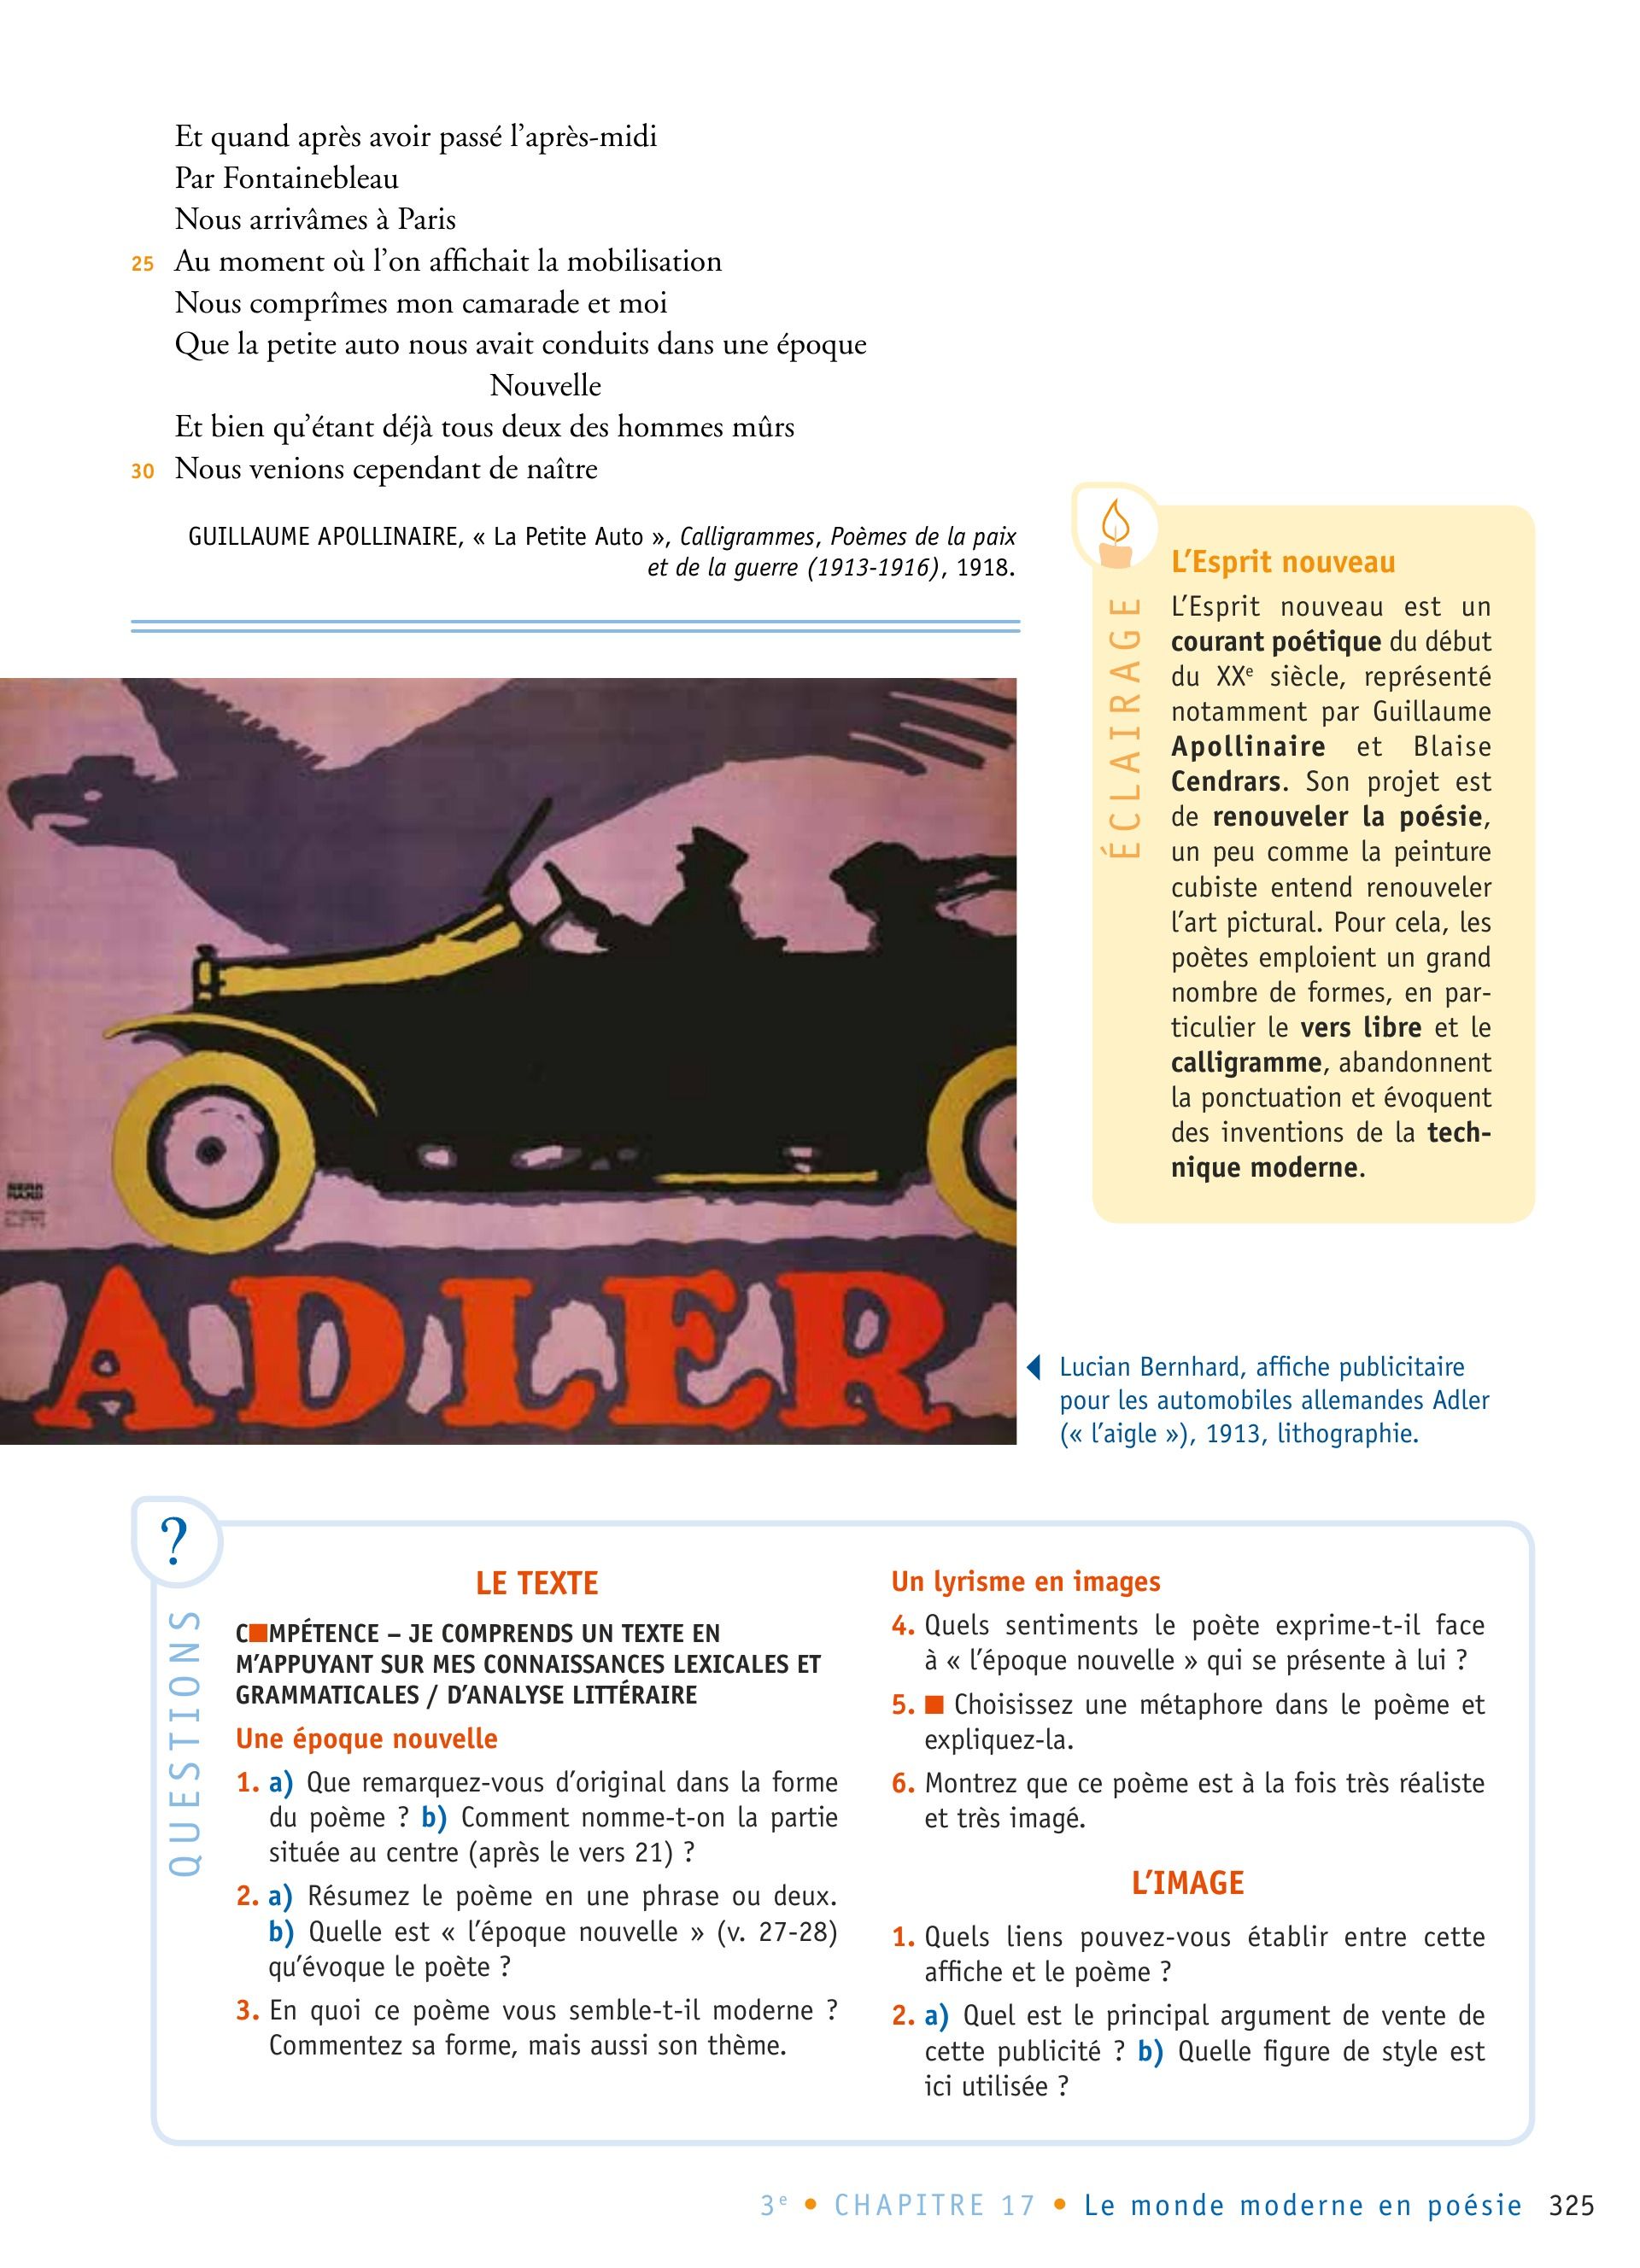 Et quand après avoir passé l'après-midi
Par Fontainebleau
Nous arrivâmes à Paris
25 Au moment où l'on affichait la mobilisation
Nous comprîmes mon camarade et moi
Que la petite auto nous avait conduits dans une époque
Nouvelle
Et bien qu'étant déjà tous deux des hommes mûrs
30 Nous venions cependant de naître
GUILLAUME APOLLINAIRE, « La Petite Auto », Calligrammes, Poèmes de la paix
et de la guerre (1913-1916), 1918.
ÉCLAIRAGE
L'Esprit nouveau
L'Esprit nouveau est un
courant poétique du début
du XXe siècle, représenté
notamment par Guillaume
Apollinaire et Blaise
Cendrars. Son projet est
de renouveler la poésie,
un peu comme la peinture
cubiste entend renouveler
l'art pictural. Pour cela, les
poètes emploient un grand
nombre de formes, en par-
ticulier le vers libre et le
calligramme, abandonnent
la ponctuation et évoquent
des inventions de la tech-
nique moderne.
BERN
HARD
ADLER
Lucian Bernhard, affiche publicitaire
pour les automobiles allemandes Adler
(« l'aigle »), 1913, lithographie.
?
QUESTIONS
LE TEXTE
C■MPÉTENCE – JE COMPRENDS UN TEXTE EN
M'APPUYANT SUR MES CONNAISSANCES LEXICALES ET
GRAMMATICALES / D'ANALYSE LITTÉRAIRE
Une époque nouvelle
1. a) Que remarquez-vous d'original dans la forme
du poème ? b) Comment nomme-t-on la partie
située au centre (après le vers 21) ?
2. a) Résumez le poème en une phrase ou deux.
b) Quelle est « l'époque nouvelle » (v. 27-28)
qu'évoque le poète ?
3. En quoi ce poème vous semble-t-il moderne ?
Commentez sa forme, mais aussi son thème.
Un lyrisme en images
4. Quels sentiments le poète exprime-t-il face
à « l'époque nouvelle » qui se présente à lui ?
5. ■ Choisissez une métaphore dans le poème et
expliquez-la.
6. Montrez que ce poème est à la fois très réaliste
et très imagé.
L'IMAGE
1. Quels liens pouvez-vous établir entre cette
affiche et le poème ?
2. a) Quel est le principal argument de vente de
cette publicité ? b) Quelle figure de style est
ici utilisée ?
3e • CHAPITRE 17 • Le monde moderne en poésie 325